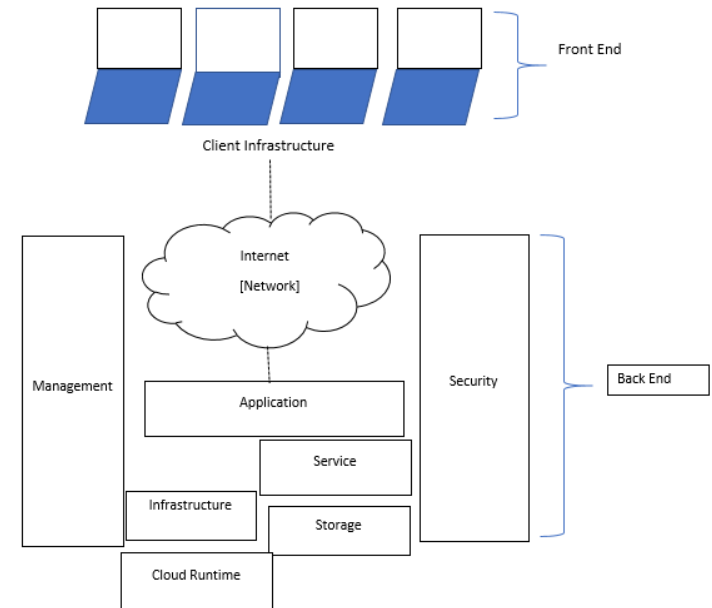 Front End
Client Infrastructure
Internet
[Network]
Management
Security
Back End
Application
Service
Infrastructure
Storage
Cloud Runtime